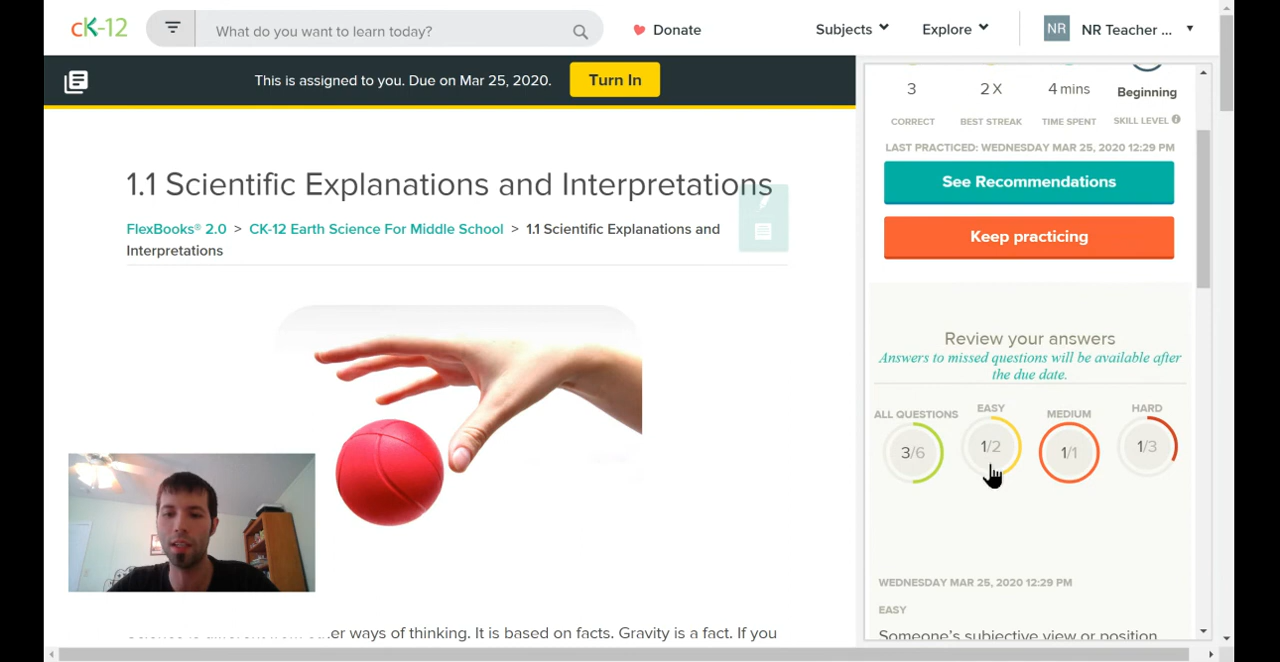 cK-12
What do you want to learn today?
Donate
Subjects
Explore
NR
NR Teacher ...
This is assigned to you. Due on Mar 25, 2020.
Turn In
1.1 Scientific Explanations and Interpretations
FlexBooks® 2.0 > CK-12 Earth Science For Middle School > 1.1 Scientific Explanations and
Interpretations
er ways of thinking. It is based on facts. Gravity is a fact. If you
3 2 X 4 mins Beginning
CORRECT BEST STREAK TIME SPENT SKILL LEVEL
LAST PRACTICED: WEDNESDAY MAR 25, 2020 12:29 PM
See Recommendations
Keep practicing
Review your answers
Answers to missed questions will be available after
the due date.
ALL QUESTIONS EASY MEDIUM HARD
3/6 1/2 1/1 1/3
WEDNESDAY MAR 25, 2020 12:29 PM
EASY
Someone's subjective view or position